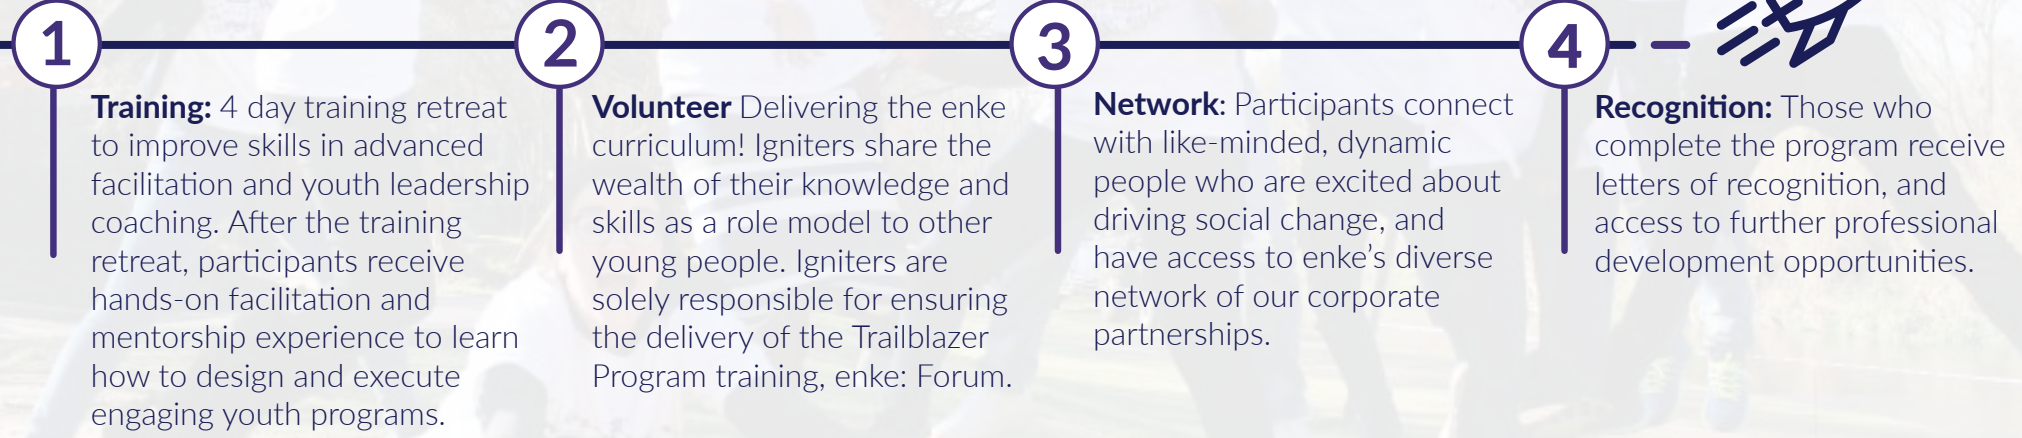 1
Training: 4 day training retreat
to improve skills in advanced
facilitation and youth leadership
coaching. After the training
retreat, participants receive
hands-on facilitation and
mentorship experience to learn
how to design and execute
engaging youth programs.
2
Volunteer Delivering the enke
curriculum! Igniters share the
wealth of their knowledge and
skills as a role model to other
young people. Igniters are
solely responsible for ensuring
the delivery of the Trailblazer
Program training, enke: Forum.
3
Network: Participants connect
with like-minded, dynamic
people who are excited about
driving social change, and
have access to enke’s diverse
network of our corporate
partnerships.
4
Recognition: Those who
complete the program receive
letters of recognition, and
access to further professional
development opportunities.